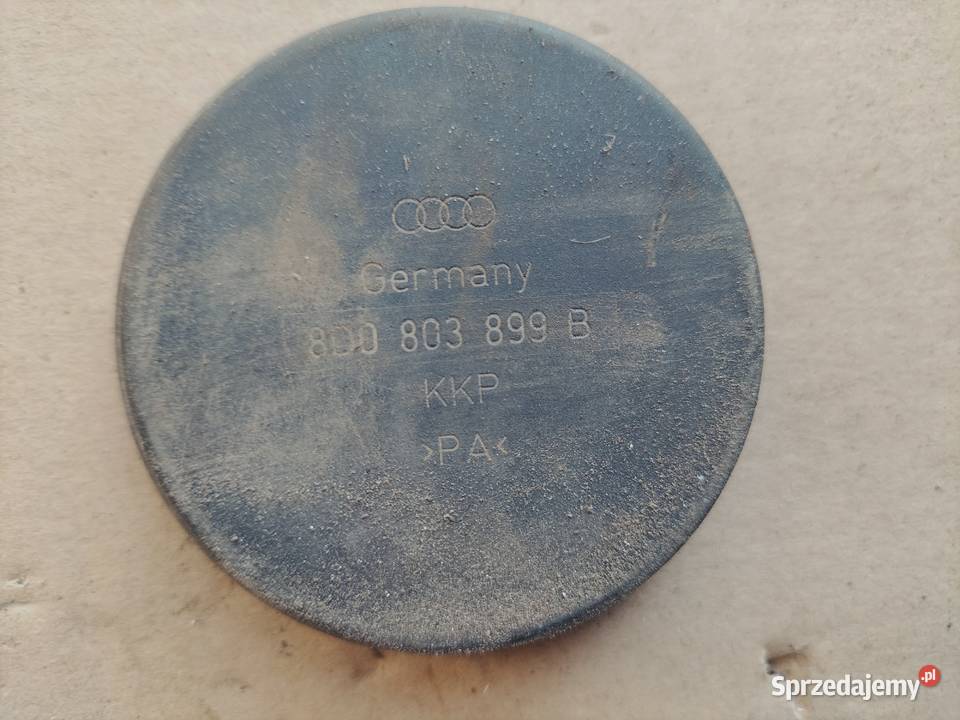 Germany
8D0 803 899 B
KKP
>PA<
Sprzedajemy.pl